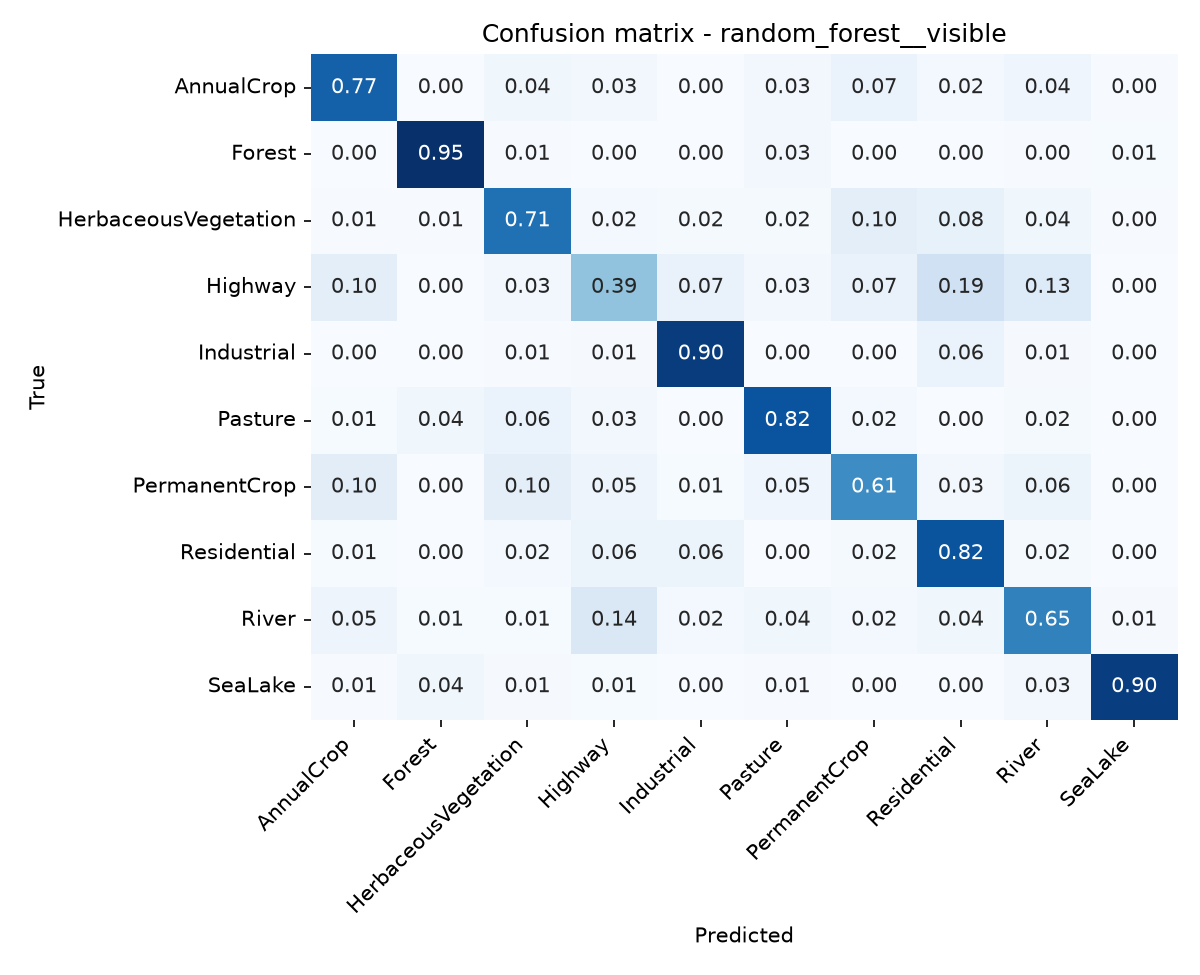 Confusion matrix - random_forest__visible
AnnualCrop 0.77 0.00 0.04 0.03 0.00 0.03 0.07 0.02 0.04 0.00
Forest 0.00 0.95 0.01 0.00 0.00 0.03 0.00 0.00 0.00 0.01
HerbaceousVegetation 0.01 0.01 0.71 0.02 0.02 0.02 0.10 0.08 0.04 0.00
Highway 0.10 0.00 0.03 0.39 0.07 0.03 0.07 0.19 0.13 0.00
Industrial 0.00 0.00 0.01 0.01 0.90 0.00 0.00 0.06 0.01 0.00
Pasture 0.01 0.04 0.06 0.03 0.00 0.82 0.02 0.00 0.02 0.00
PermanentCrop 0.10 0.00 0.10 0.05 0.01 0.05 0.61 0.03 0.06 0.00
Residential 0.01 0.00 0.02 0.06 0.06 0.00 0.02 0.82 0.02 0.00
River 0.05 0.01 0.01 0.14 0.02 0.04 0.02 0.04 0.65 0.01
SeaLake 0.01 0.04 0.01 0.01 0.00 0.01 0.00 0.00 0.03 0.90
True
AnnualCrop Forest HerbaceousVegetation Highway Industrial Pasture PermanentCrop Residential River SeaLake
Predicted